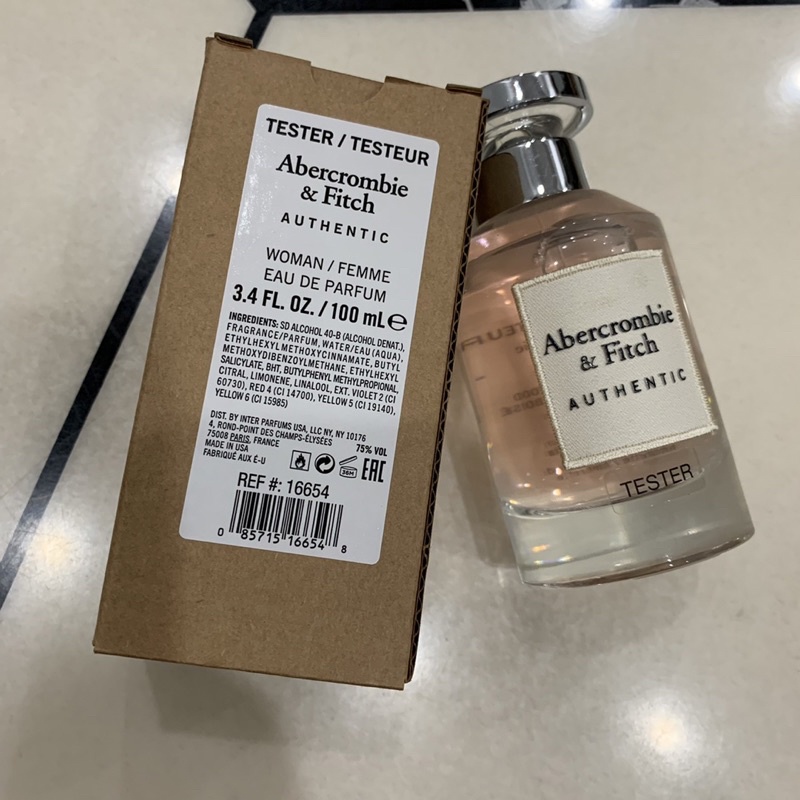 TESTER / TESTEUR
Abercrombie
& Fitch
AUTHENTIC
WOMAN / FEMME
EAU DE PARFUM
3.4 FL. OZ. / 100 mL ℮
INGREDIENTS: SD ALCOHOL 40-B (ALCOHOL DENAT.),
FRAGRANCE/PARFUM, WATER/EAU (AQUA),
ETHYLHEXYL METHOXYCINNAMATE, BUTYL
METHOXYDIBENZOYLMETHANE, ETHYLHEXYL
SALICYLATE, BHT, BUTYLPHENYL METHYLPROPIONAL,
CITRAL, LIMONENE, LINALOOL, EXT. VIOLET 2 (CI
60730), RED 4 (CI 14700), YELLOW 5 (CI 19140),
YELLOW 6 (CI 15985)
DIST. BY INTER PARFUMS USA, LLC NY, NY 10176
4, ROND-POINT DES CHAMPS-ÉLYSÉES
75008 PARIS, FRANCE
75% VOL
MADE IN USA
FABRIQUÉ AUX É-U
36M
EAC
REF #: 16654
0 85715 16654 8
Abercrombie
& Fitch
AUTHENTIC
TESTER